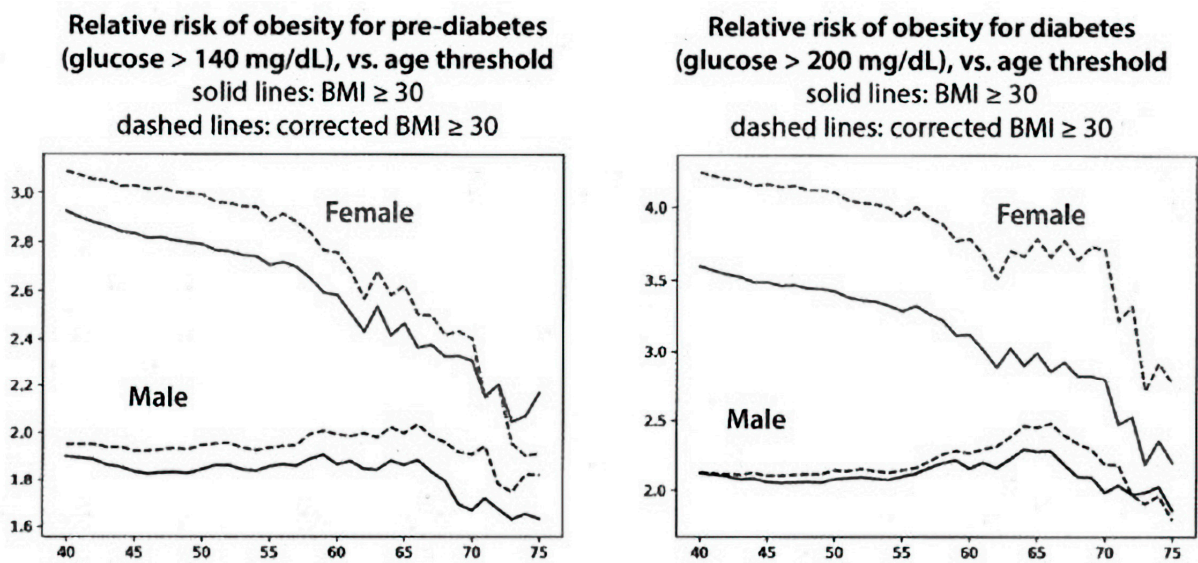 Relative risk of obesity for pre-diabetes
(glucose > 140 mg/dL), vs. age threshold
solid lines: BMI ≥ 30
dashed lines: corrected BMI ≥ 30
3.0
2.8
2.6
2.4
2.2
2.0
1.8
1.6
Female
Male
40 45 50 55 60 65 70 75
Relative risk of obesity for diabetes
(glucose > 200 mg/dL), vs. age threshold
solid lines: BMI ≥ 30
dashed lines: corrected BMI ≥ 30
4.0
3.5
3.0
2.5
2.0
Female
Male
40 45 50 55 60 65 70 75